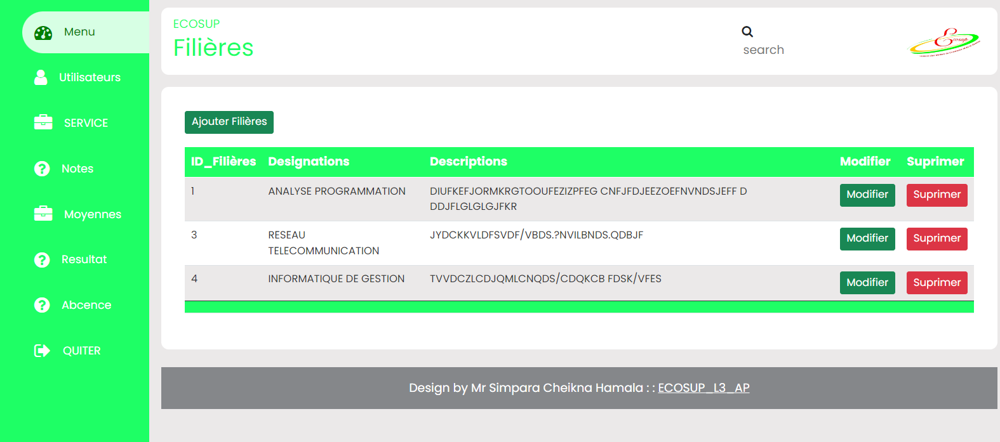 Menu
Utilisateurs
SERVICE
Notes
Moyennes
Resultat
Abcence
QUITER
ECOSUP
Filières
search
Ecosup
Ajouter Filières
ID_Filières Designations Descriptions Modifier Suprimer
1 ANALYSE PROGRAMMATION DIUFKEFJORMKRGTOOUFEZIZPFEG CNFJFDJEEZOEFNVNDSJEFF D Modifier Suprimer
DDJFLGLGLGJFKR
3 RESEAU JYDCKKVLDFSVDF/VBDS.?NVILBNDS.QDBJF Modifier Suprimer
TELECOMMUNICATION
4 INFORMATIQUE DE GESTION TVVDCZLCDJQMLCNQDS/CDQKCB FDSK/VFES Modifier Suprimer
Design by Mr Simpara Cheikna Hamala : : ECOSUP_L3_AP